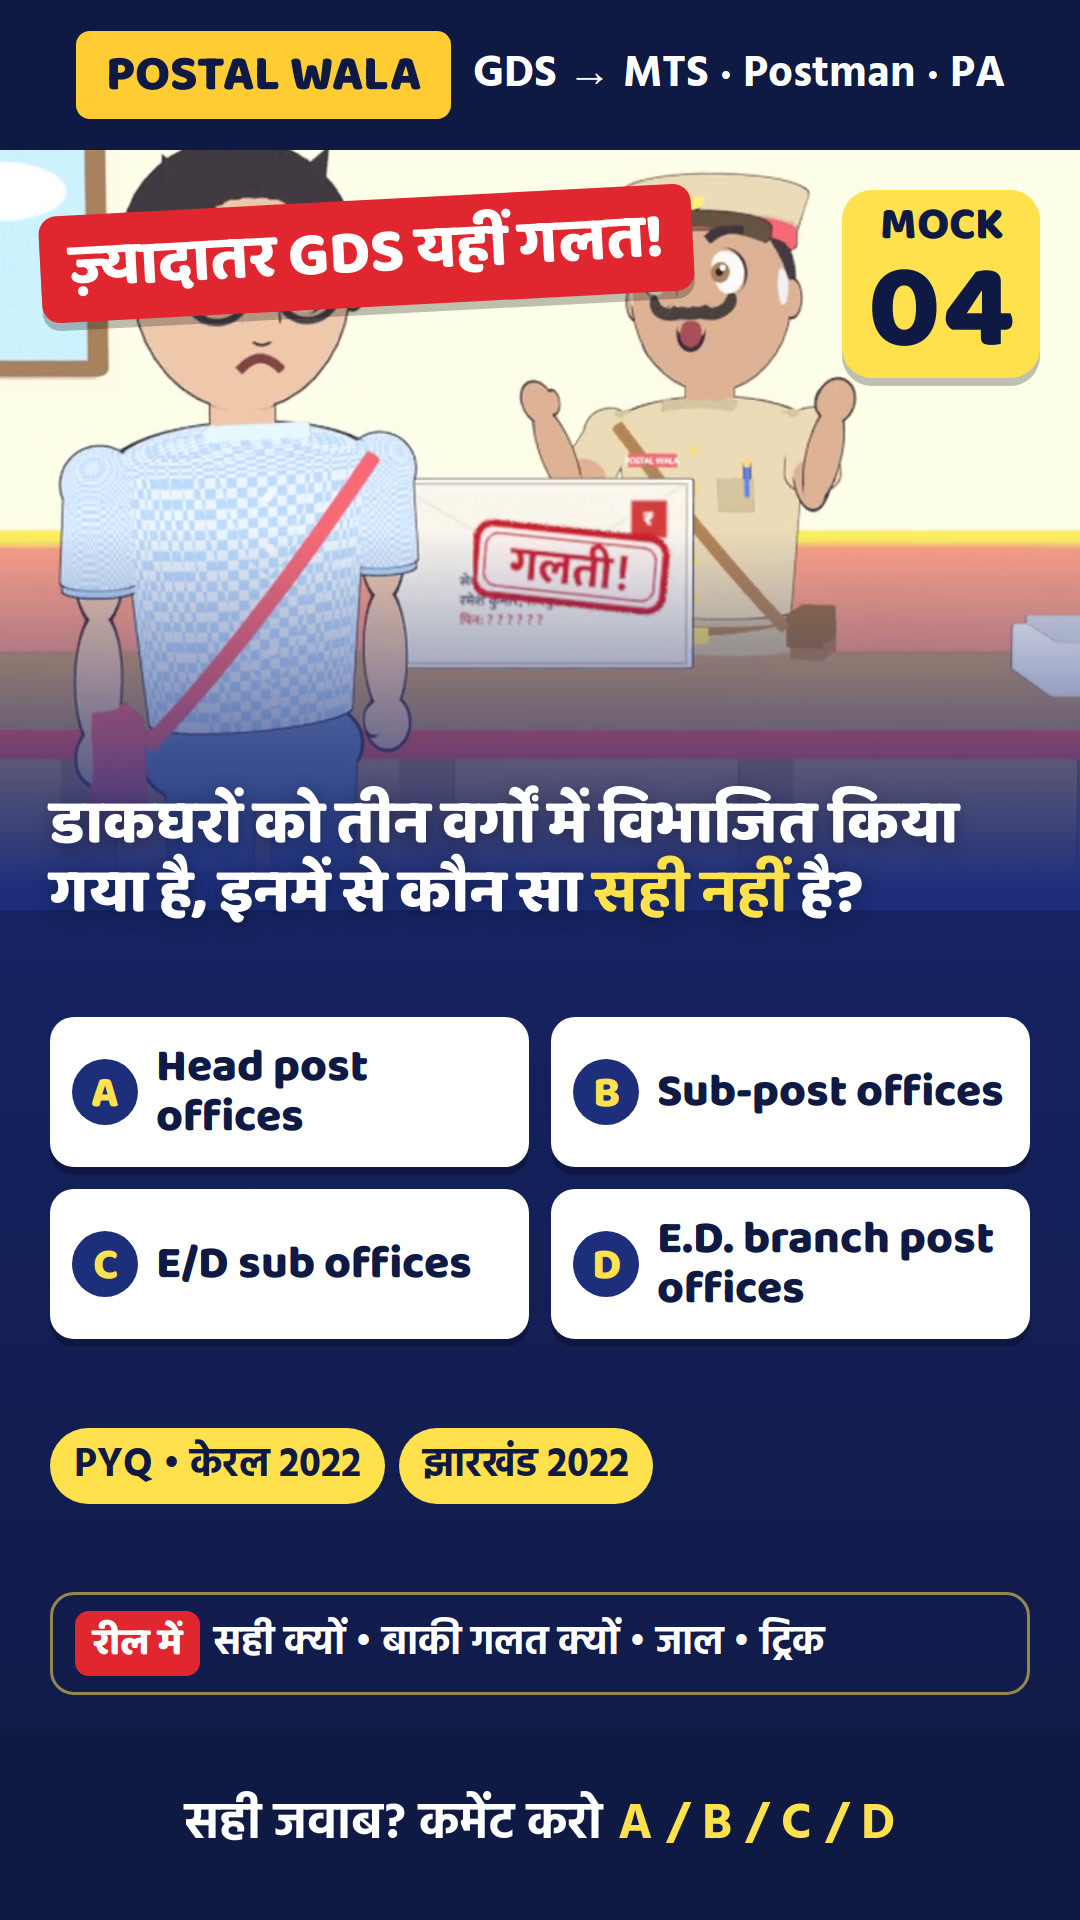 POSTAL WALA GDS → MTS • Postman • PA
ज़्यादातर GDS यहीं गलत!
MOCK
04
POSTAL WALA
₹
गलती!
पिन: ? ? ? ? ? ?
डाकघरों को तीन वर्गों में विभाजित किया
गया है, इनमें से कौन सा सही नहीं है?
A Head post
offices
B Sub-post offices
C E/D sub offices
D E.D. branch post
offices
PYQ • केरल 2022 झारखंड 2022
रील में सही क्यों • बाकी गलत क्यों • जाल • ट्रिक
सही जवाब? कमेंट करो A / B / C / D